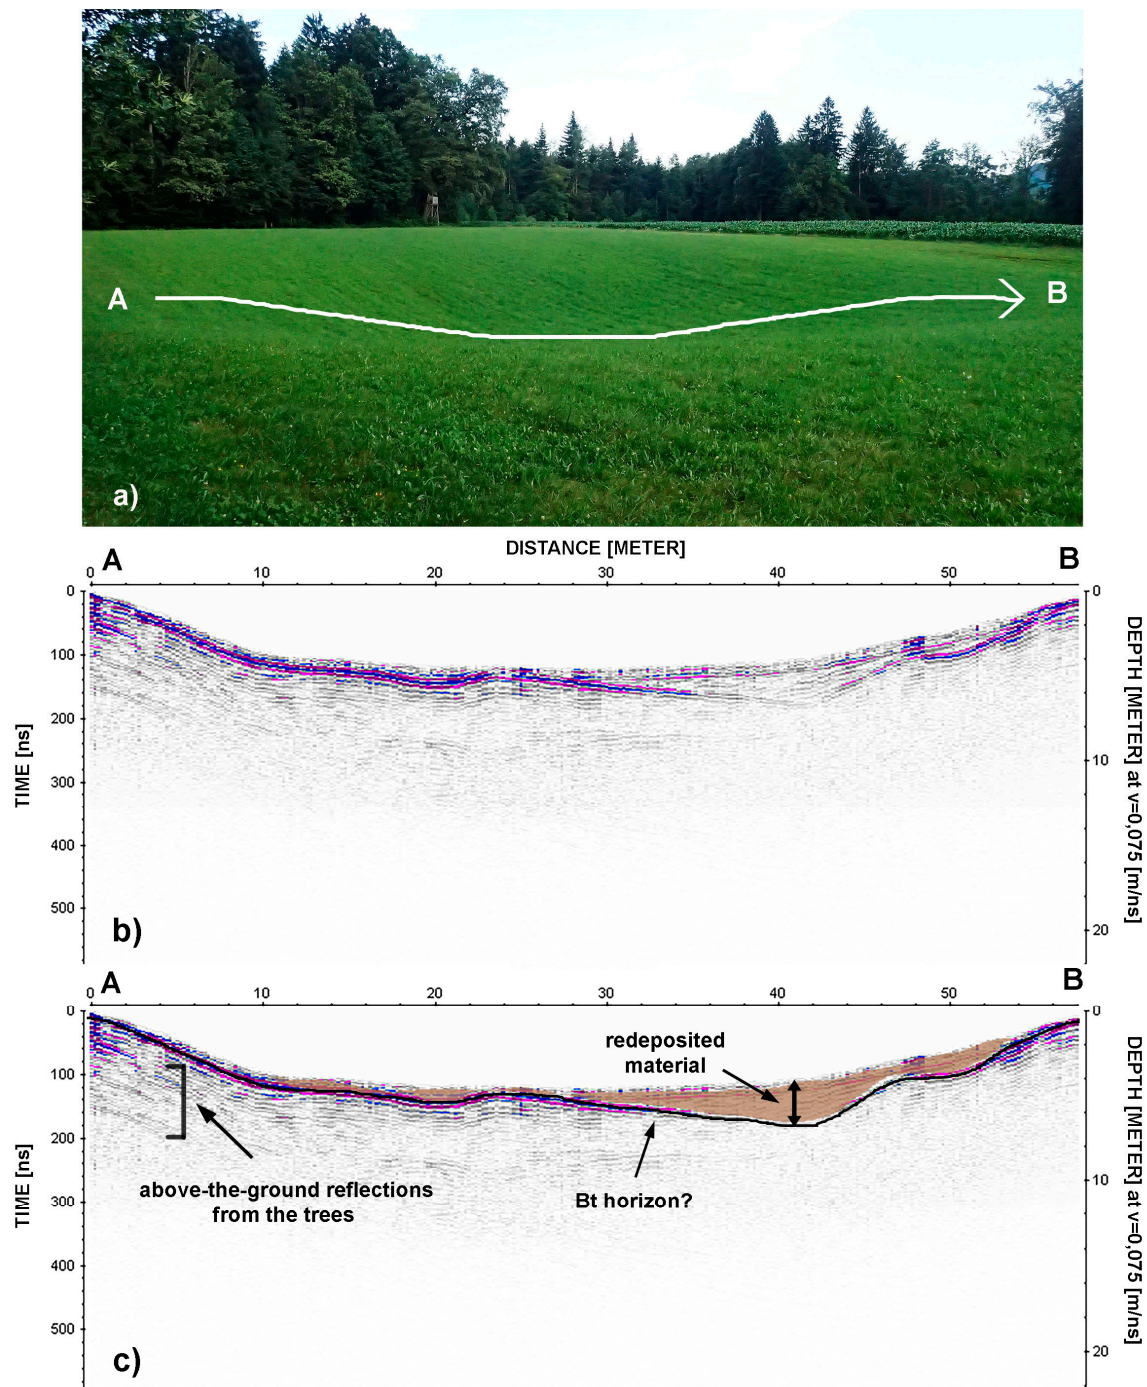 A
B
a)
DISTANCE [METER]
A
B
0 10 20 30 40 50
0
100
200
300
400
500
TIME [ns]
0
10
20
DEPTH [METER] at v=0,075 [m/ns]
b)
A
B
0 10 20 30 40 50
0
100
200
300
400
500
TIME [ns]
0
10
20
DEPTH [METER] at v=0,075 [m/ns]
redeposited
material
above-the-ground reflections
from the trees
Bt horizon?
c)